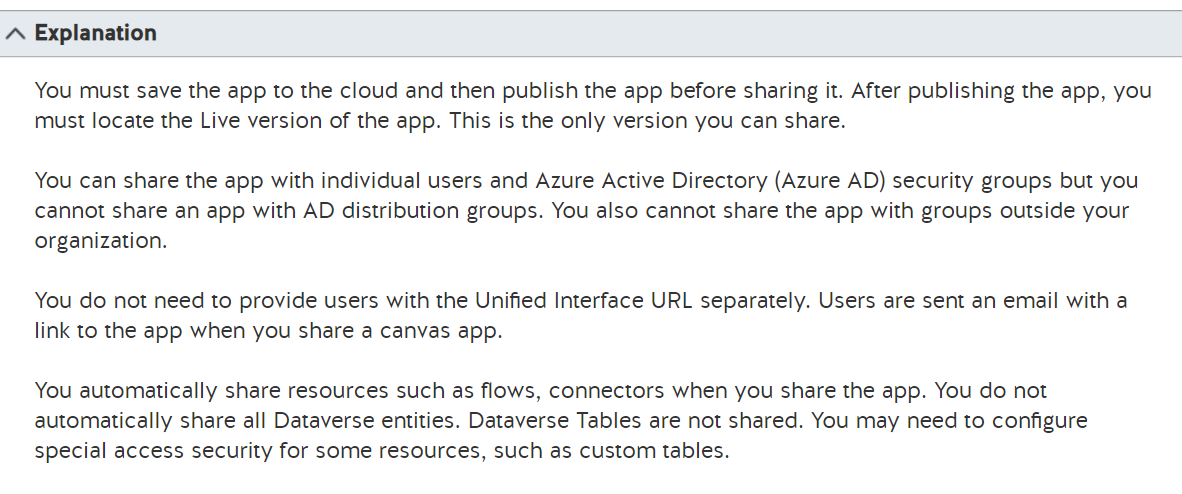 Explanation
You must save the app to the cloud and then publish the app before sharing it. After publishing the app, you
must locate the Live version of the app. This is the only version you can share.
You can share the app with individual users and Azure Active Directory (Azure AD) security groups but you
cannot share an app with AD distribution groups. You also cannot share the app with groups outside your
organization.
You do not need to provide users with the Unified Interface URL separately. Users are sent an email with a
link to the app when you share a canvas app.
You automatically share resources such as flows, connectors when you share the app. You do not
automatically share all Dataverse entities. Dataverse Tables are not shared. You may need to configure
special access security for some resources, such as custom tables.